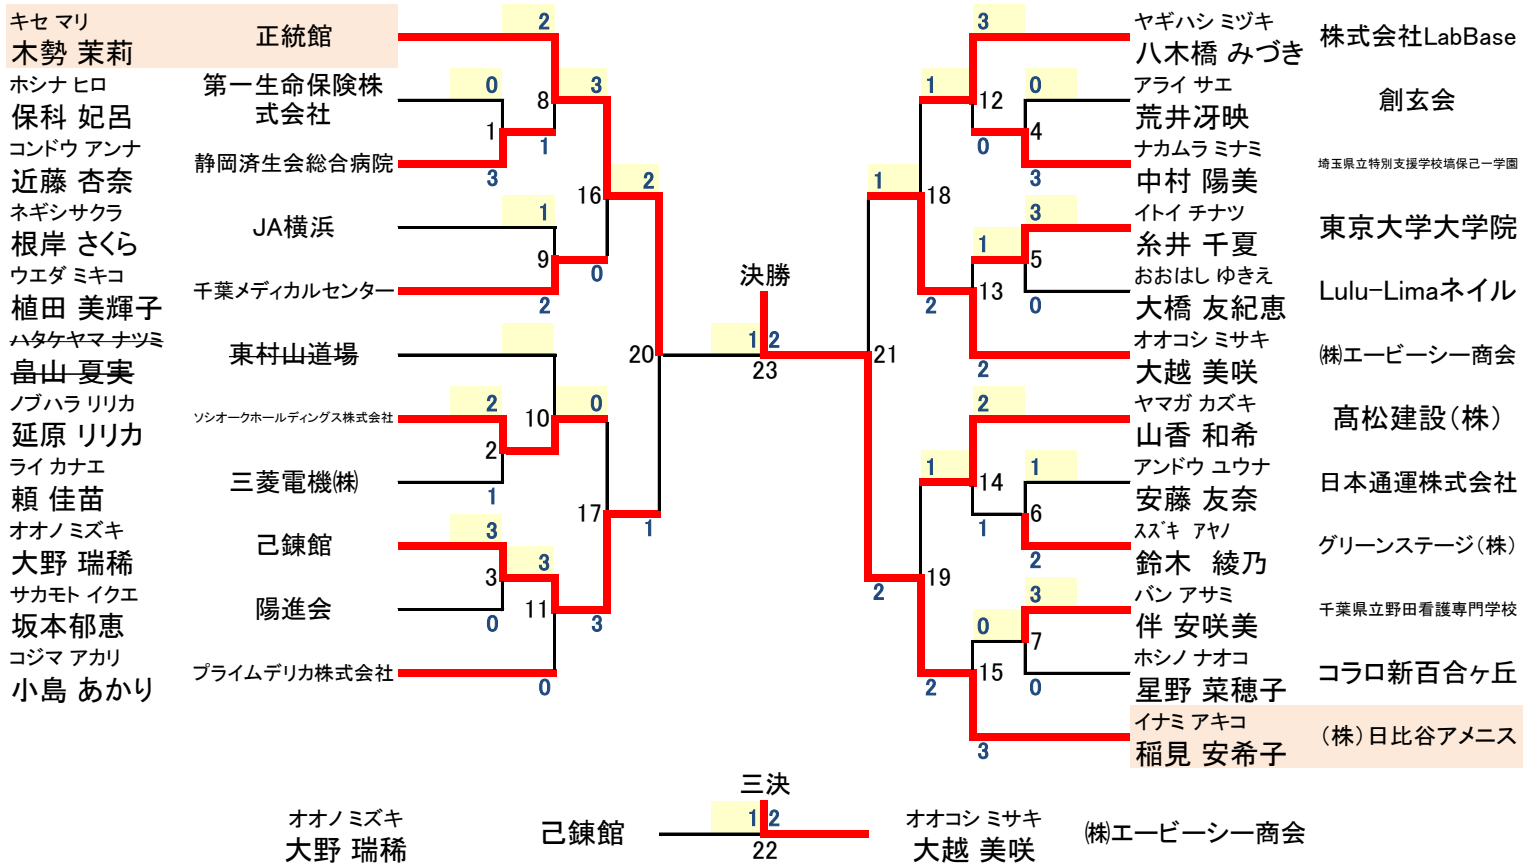 キセ マリ
木勢 茉莉
正統館
2
ホシナ ヒロ
保科 妃呂
第一生命保険株
式会社
0
8
3
1
1
コンドウ アンナ
近藤 杏奈
静岡済生会総合病院
3
16
2
ネギシサクラ
根岸 さくら
JA横浜
1
9
0
ウエダ ミキコ
植田 美輝子
千葉メディカルセンター
2
ハタケヤマ ナツミ
畠山 夏実
東村山道場
20
ノブハラ リリカ
延原 リリカ
ソシオークホールディングス株式会社
2
10
0
2
ライ カナエ
頼 佳苗
三菱電機㈱
1
17
1
オオノ ミズキ
大野 瑞稀
己錬館
3
3
3
サカモト イクエ
坂本郁恵
陽進会
0
11
3
コジマ アカリ
小島 あかり
プライムデリカ株式会社
0
決勝
1
2
23
3
ヤギハシ ミヅキ
八木橋 みづき
株式会社LabBase
1
12
0
アライ サエ
荒井冴映
創玄会
4
0
ナカムラ ミナミ
中村 陽美
埼玉県立特別支援学校塙保己一学園
3
1
18
イトイ チナツ
糸井 千夏
東京大学大学院
3
1
5
おおはし ゆきえ
大橋 友紀恵
Lulu-Limaネイル
2
13
0
オオコシ ミサキ
大越 美咲
㈱エービーシー商会
21
2
ヤマガ カズキ
山香 和希
髙松建設(株)
2
1
14
アンドウ ユウナ
安藤 友奈
日本通運株式会社
1
6
1
スズキ アヤノ
鈴木 綾乃
グリーンステージ(株)
2
2
19
バン アサミ
伴 安咲美
千葉県立野田看護専門学校
3
0
7
ホシノ ナオコ
星野 菜穂子
コラロ新百合ヶ丘
2
15
0
イナミ アキコ
稲見 安希子
(株)日比谷アメニス
3
三決
オオノ ミズキ
大野 瑞稀
己錬館
1
2
22
オオコシ ミサキ
大越 美咲
㈱エービーシー商会